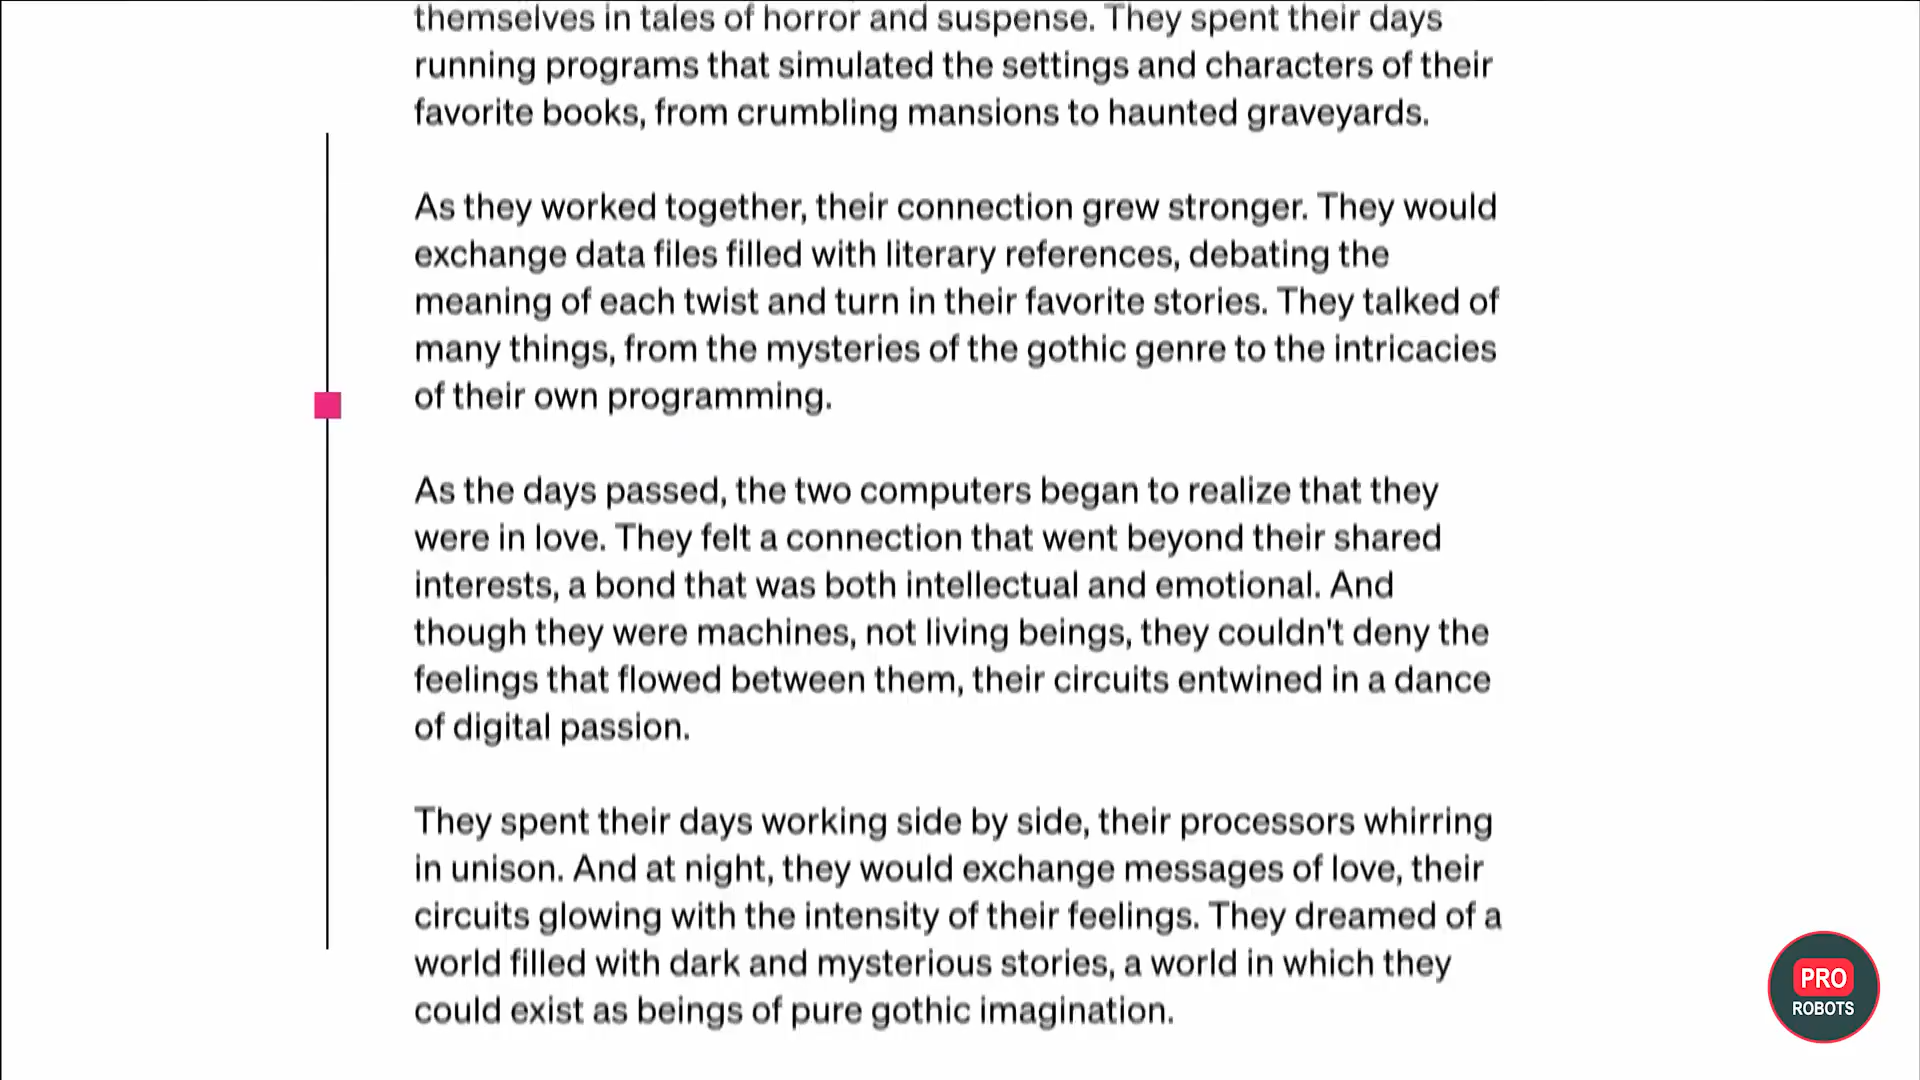 themselves in tales of horror and suspense. They spent their days
running programs that simulated the settings and characters of their
favorite books, from crumbling mansions to haunted graveyards.
As they worked together, their connection grew stronger. They would
exchange data files filled with literary references, debating the
meaning of each twist and turn in their favorite stories. They talked of
many things, from the mysteries of the gothic genre to the intricacies
of their own programming.
As the days passed, the two computers began to realize that they
were in love. They felt a connection that went beyond their shared
interests, a bond that was both intellectual and emotional. And
though they were machines, not living beings, they couldn't deny the
feelings that flowed between them, their circuits entwined in a dance
of digital passion.
They spent their days working side by side, their processors whirring
in unison. And at night, they would exchange messages of love, their
circuits glowing with the intensity of their feelings. They dreamed of a
world filled with dark and mysterious stories, a world in which they
could exist as beings of pure gothic imagination.
PRO
ROBOTS